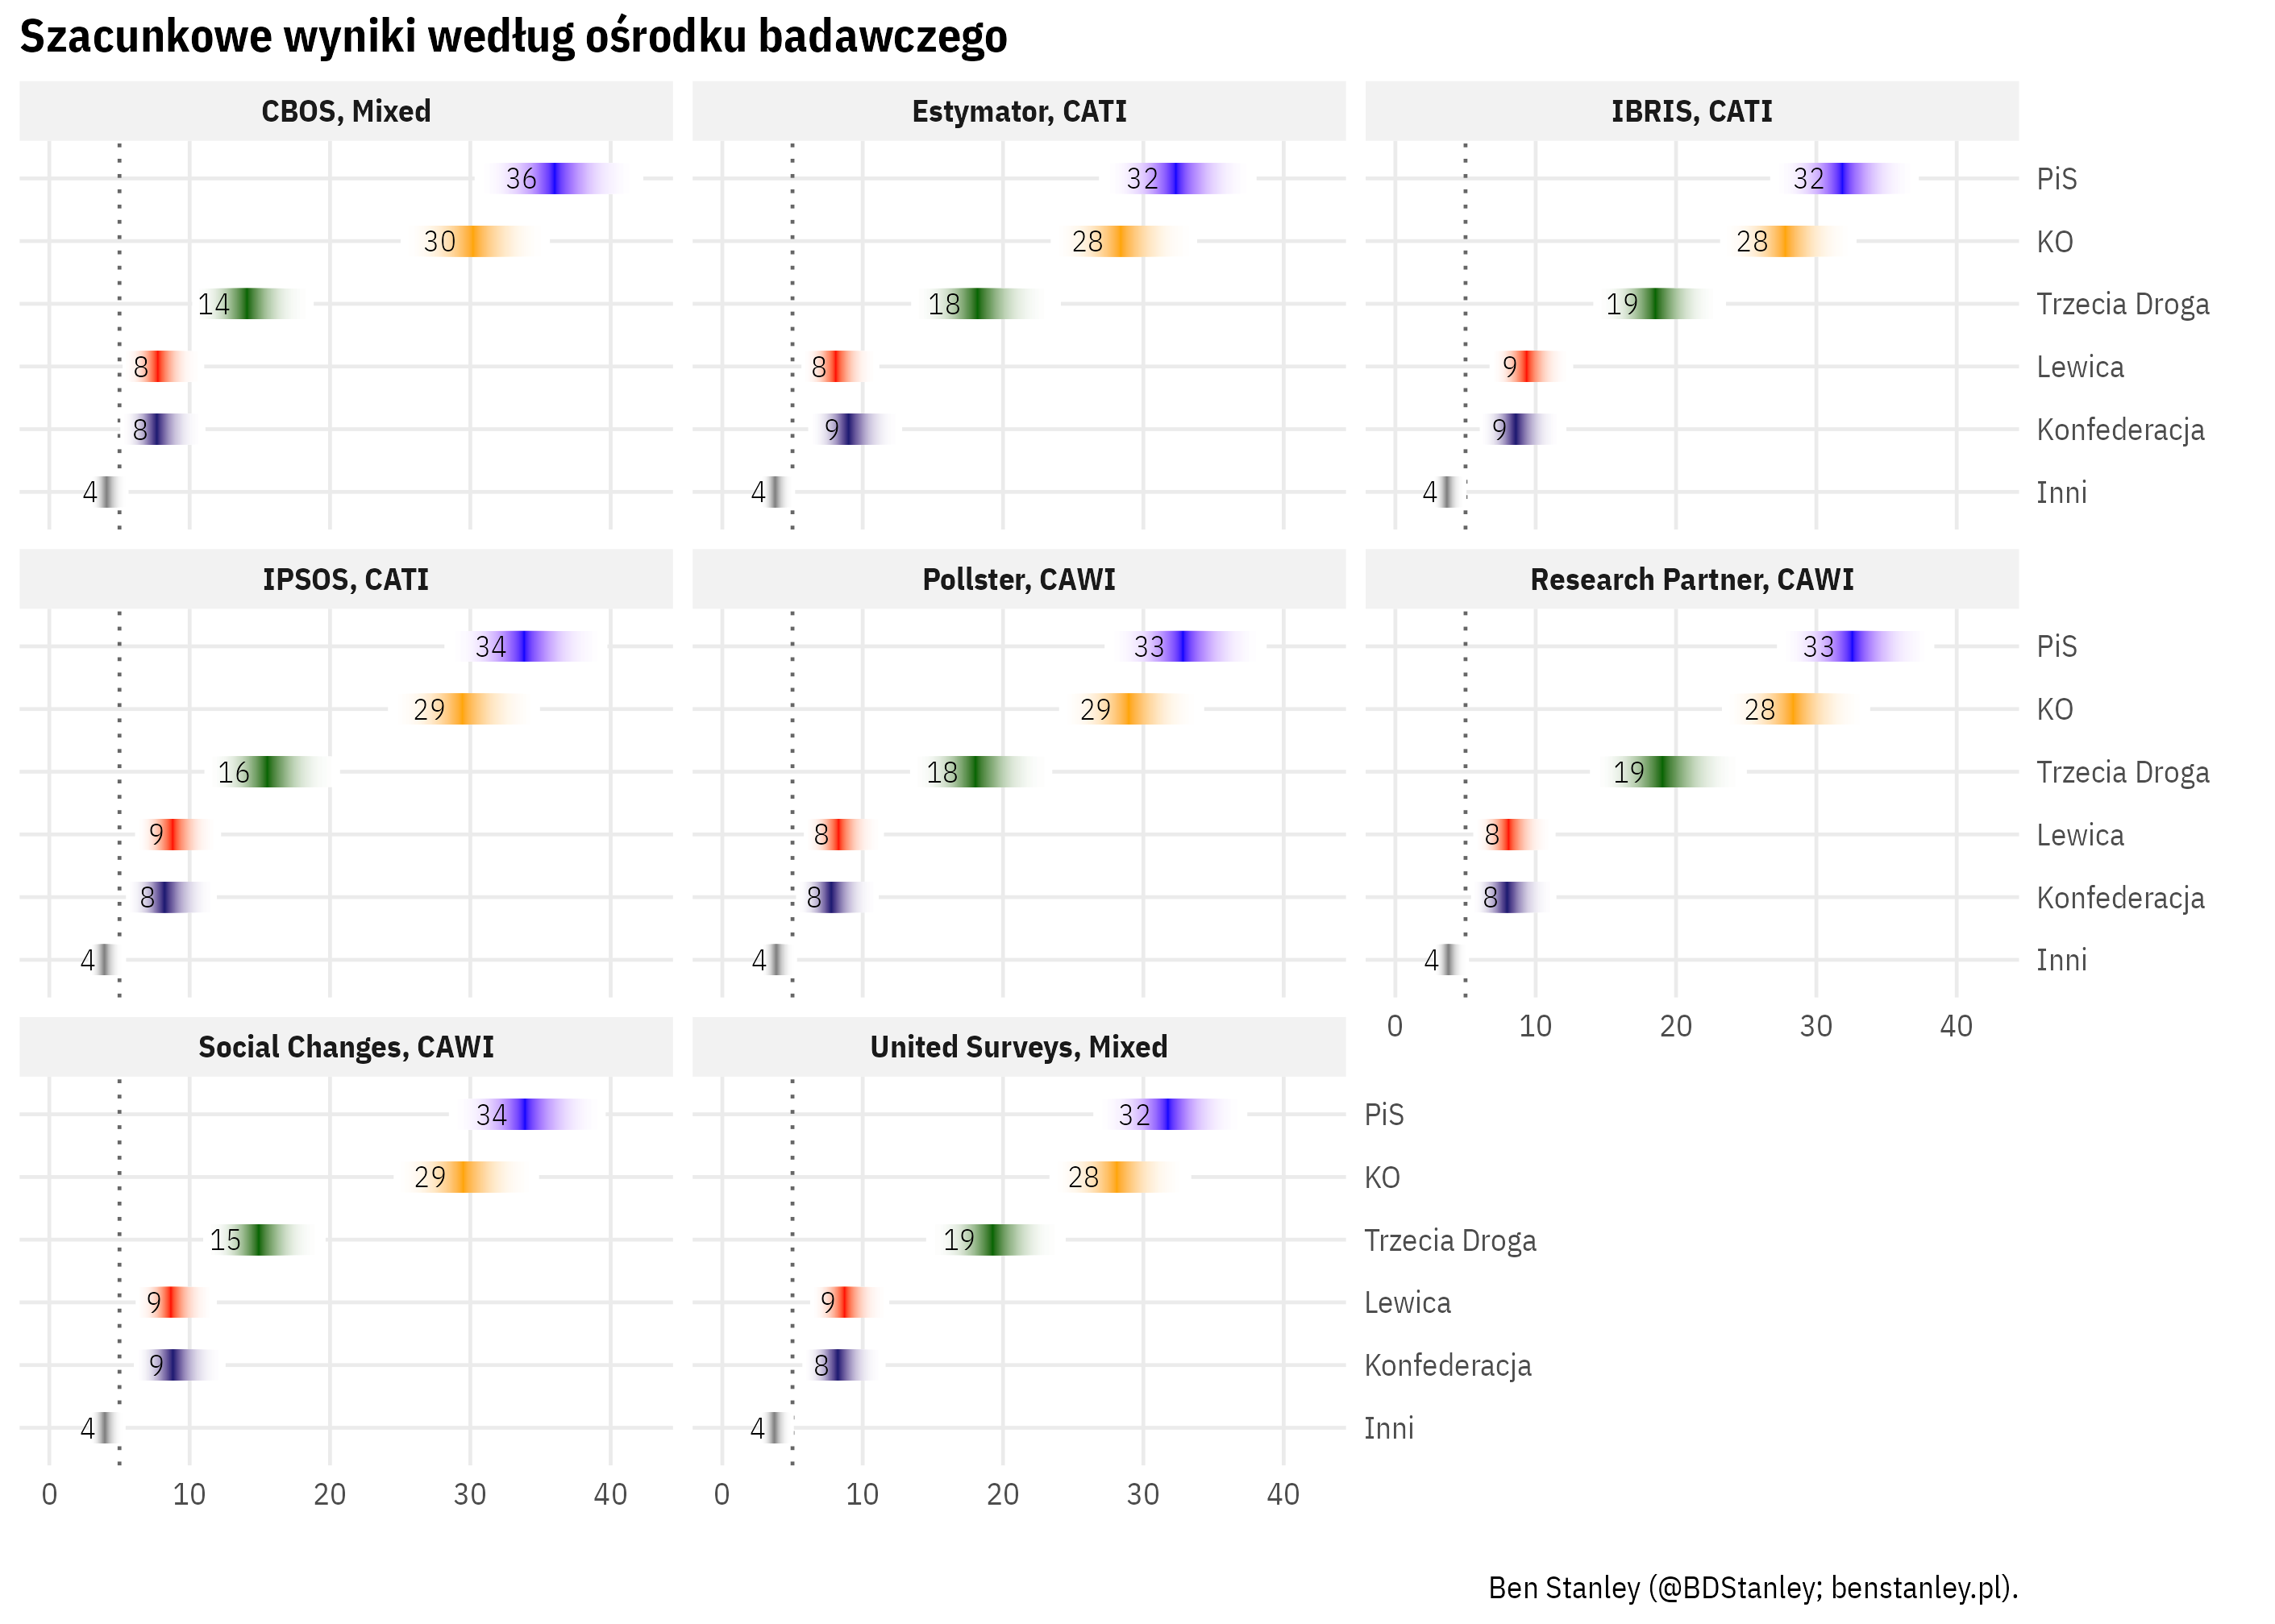 Szacunkowe wyniki według ośrodku badawczego
CBOS, Mixed
Estymator, CATI
IBRIS, CATI
36
32
32
PiS
30
28
28
KO
14
18
19
Trzecia Droga
8
8
9
Lewica
8
9
9
Konfederacja
4
4
4
Inni
IPSOS, CATI
Pollster, CAWI
Research Partner, CAWI
34
33
33
PiS
29
29
28
KO
16
18
19
Trzecia Droga
9
8
8
Lewica
8
8
8
Konfederacja
4
4
4
Inni
0 10 20 30 40
Social Changes, CAWI
United Surveys, Mixed
34
32
PiS
29
28
KO
15
19
Trzecia Droga
9
9
Lewica
9
8
Konfederacja
4
4
Inni
0 10 20 30 40
0 10 20 30 40
Ben Stanley (@BDStanley; benstanley.pl).